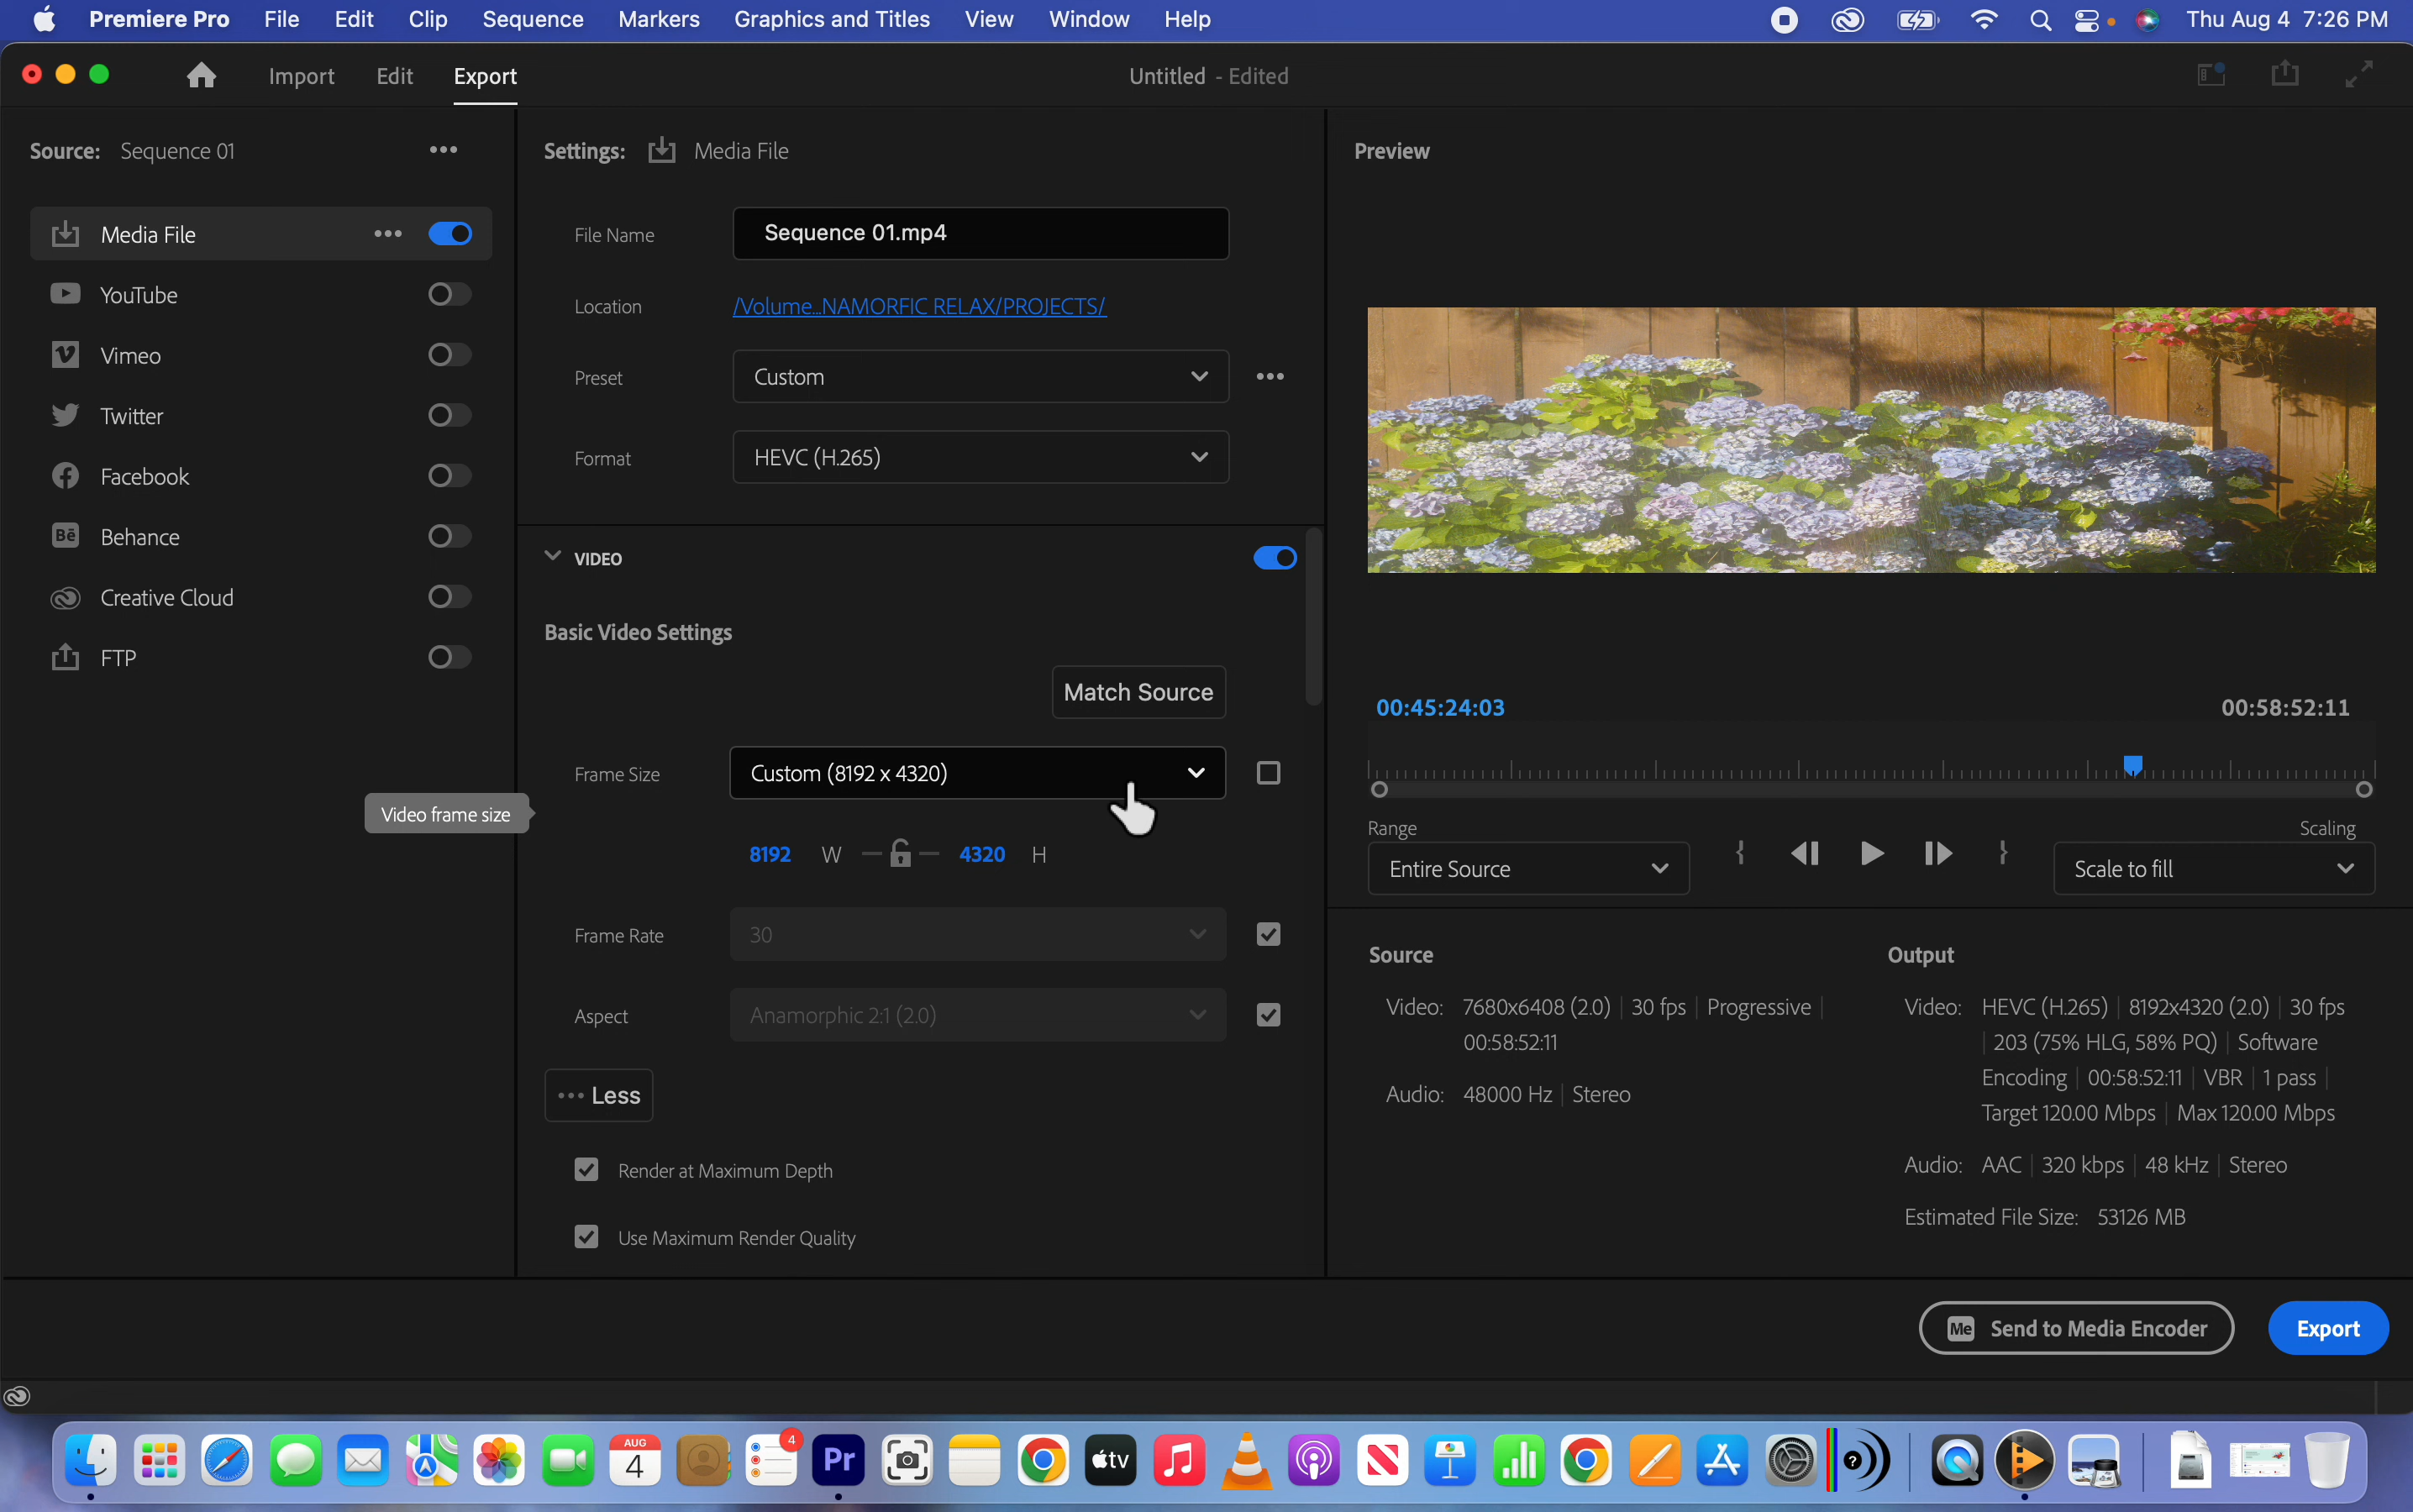 Premiere Pro File Edit Clip Sequence Markers Graphics and Titles View Window Help Thu Aug 4 7:26 PM
Import Edit Export Untitled - Edited
Source: Sequence 01
Settings: Media File
Preview
Media File
YouTube
Vimeo
Twitter
Facebook
Behance
Creative Cloud
FTP
File Name Sequence 01.mp4
Location /Volume...NAMORFIC RELAX/PROJECTS/
Preset Custom
Format HEVC (H.265)
VIDEO
Basic Video Settings
Match Source
Frame Size Custom (8192 x 4320)
Video frame size
8192 W 4320 H
Frame Rate 30
Aspect Anamorphic 2:1 (2.0)
Less
Render at Maximum Depth
Use Maximum Render Quality
00:45:24:03 00:58:52:11
Range Scaling
Entire Source Scale to fill
Source
Video: 7680x6408 (2.0) | 30 fps | Progressive |
00:58:52:11
Audio: 48000 Hz | Stereo
Output
Video: HEVC (H.265) | 8192x4320 (2.0) | 30 fps
| 203 (75% HLG, 58% PQ) | Software
Encoding | 00:58:52:11 | VBR | 1 pass |
Target 120.00 Mbps | Max 120.00 Mbps
Audio: AAC | 320 kbps | 48 kHz | Stereo
Estimated File Size: 53126 MB
Me Send to Media Encoder
Export
AUG
4
4
Pr
tv
?
Bē